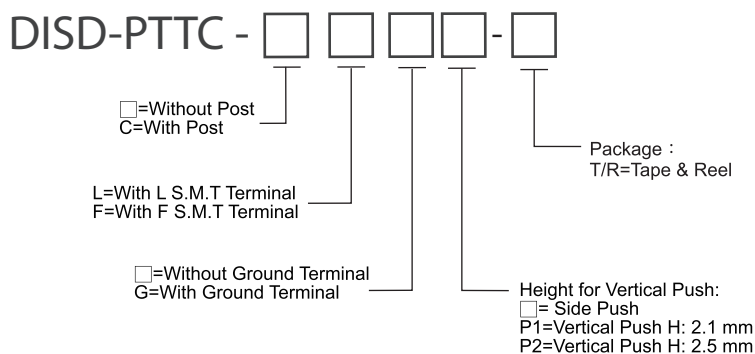 DISD-PTTC - □ □ □ □ - □
□=Without Post
C=With Post
Package：
T/R=Tape & Reel
L=With L S.M.T Terminal
F=With F S.M.T Terminal
□=Without Ground Terminal
G=With Ground Terminal
Height for Vertical Push:
□= Side Push
P1=Vertical Push H: 2.1 mm
P2=Vertical Push H: 2.5 mm